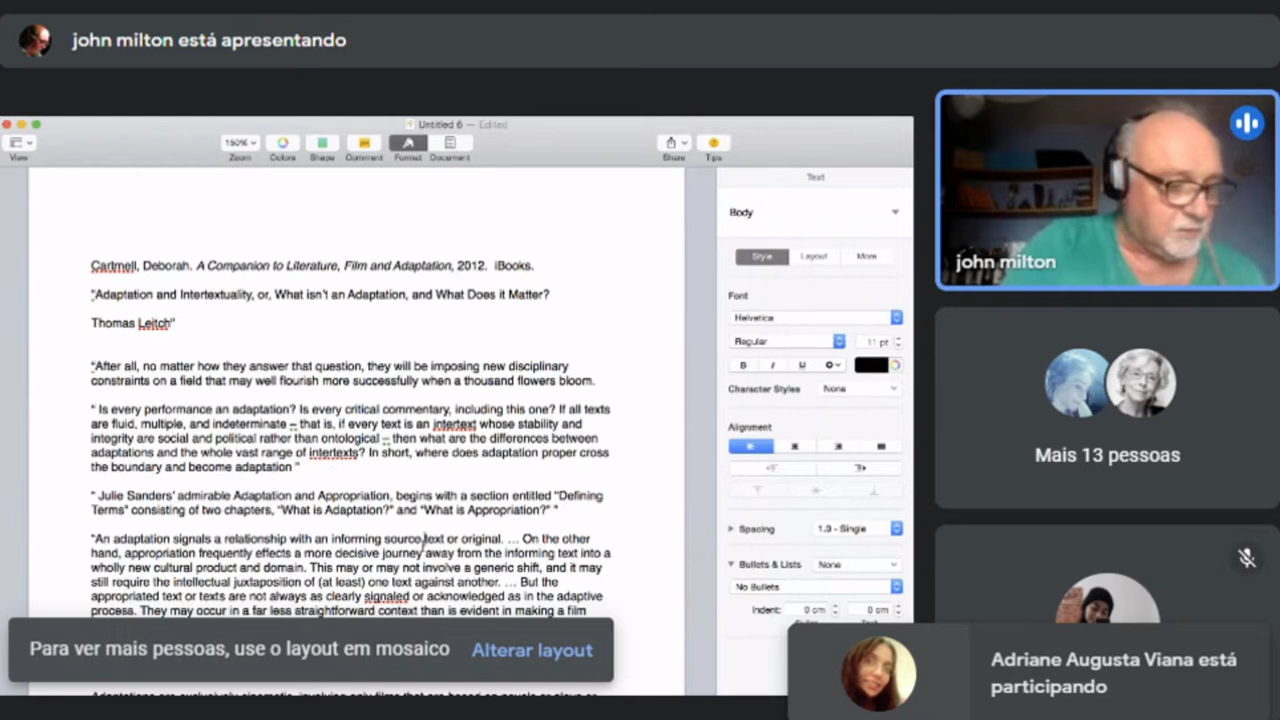 john milton está apresentando
Untitled 6 — Edited
View
150%
Zoom
Colors
Shape
Comment
Format
Document
Share
Tips
Cartmell, Deborah. A Companion to Literature, Film and Adaptation, 2012. iBooks.
"Adaptation and Intertextuality, or, What isn't an Adaptation, and What Does it Matter?
Thomas Leitch"
"After all, no matter how they answer that question, they will be imposing new disciplinary
constraints on a field that may well flourish more successfully when a thousand flowers bloom.
" Is every performance an adaptation? Is every critical commentary, including this one? If all texts
are fluid, multiple, and indeterminate – that is, if every text is an intertext whose stability and
integrity are social and political rather than ontological – then what are the differences between
adaptations and the whole vast range of intertexts? In short, where does adaptation proper cross
the boundary and become adaptation "
" Julie Sanders' admirable Adaptation and Appropriation, begins with a section entitled "Defining
Terms" consisting of two chapters, "What is Adaptation?" and "What is Appropriation?" "
"An adaptation signals a relationship with an informing source text or original. … On the other
hand, appropriation frequently effects a more decisive journey away from the informing text into a
wholly new cultural product and domain. This may or may not involve a generic shift, and it may
still require the intellectual juxtaposition of (at least) one text against another. … But the
appropriated text or texts are not always as clearly signaled or acknowledged as in the adaptive
process. They may occur in a far less straightforward context than is evident in making a film
Text
Body
Style
Layout
More
Font
Helvetica
Regular
11 pt
B
I
U
Character Styles
None
Alignment
Spacing
1.0 - Single
Bullets & Lists
None
No Bullets
Indent:
0 cm
0 cm
john milton
Mais 13 pessoas
Para ver mais pessoas, use o layout em mosaico
Alterar layout
Adriane Augusta Viana está
participando